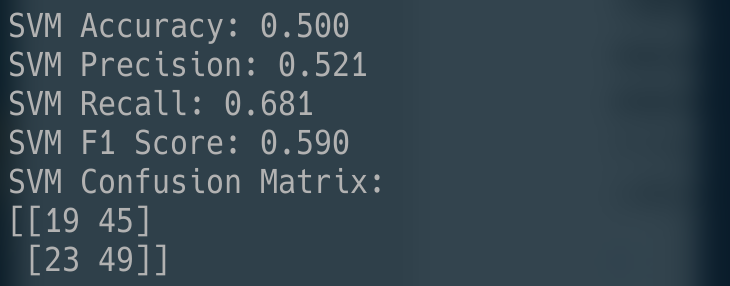 SVM Accuracy: 0.500
SVM Precision: 0.521
SVM Recall: 0.681
SVM F1 Score: 0.590
SVM Confusion Matrix:
[[19 45]
 [23 49]]